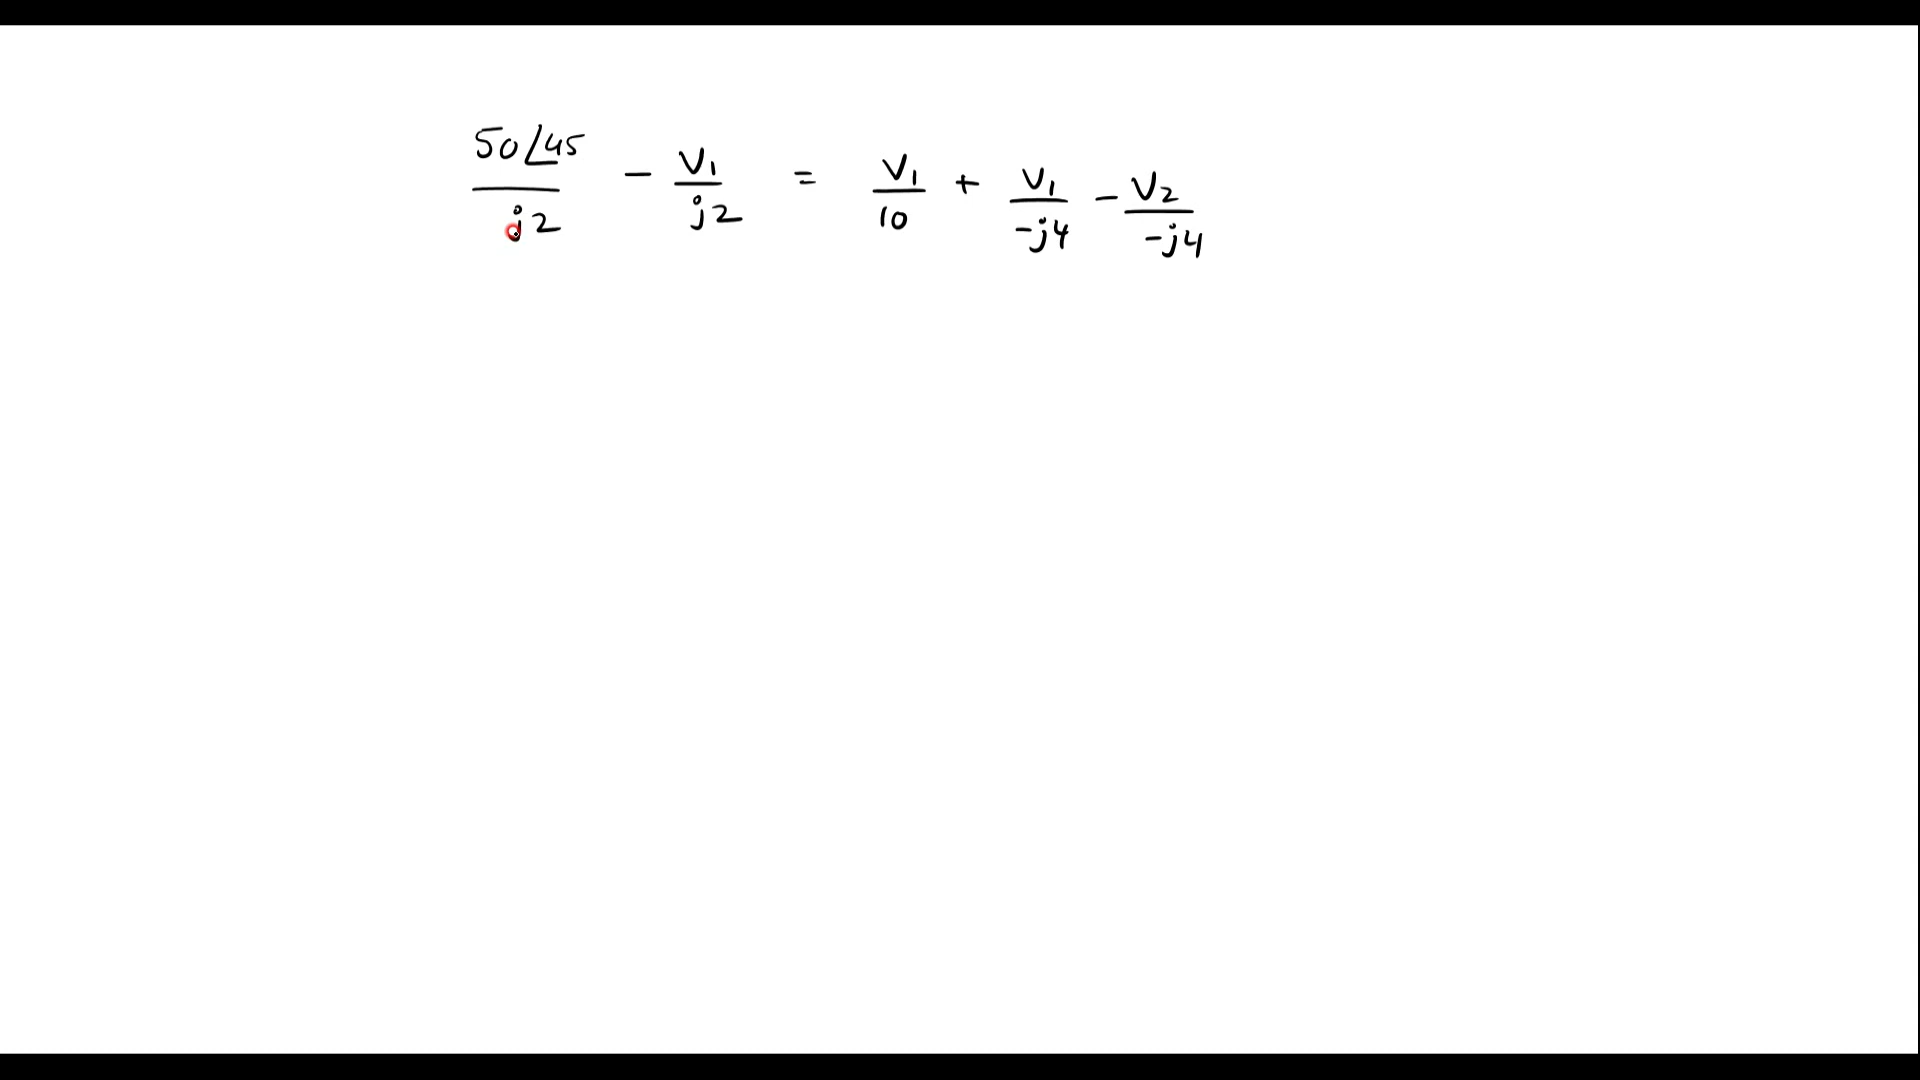 50∠45/j2 - V1/j2 = V1/10 + V1/-j4 - V2/-j4